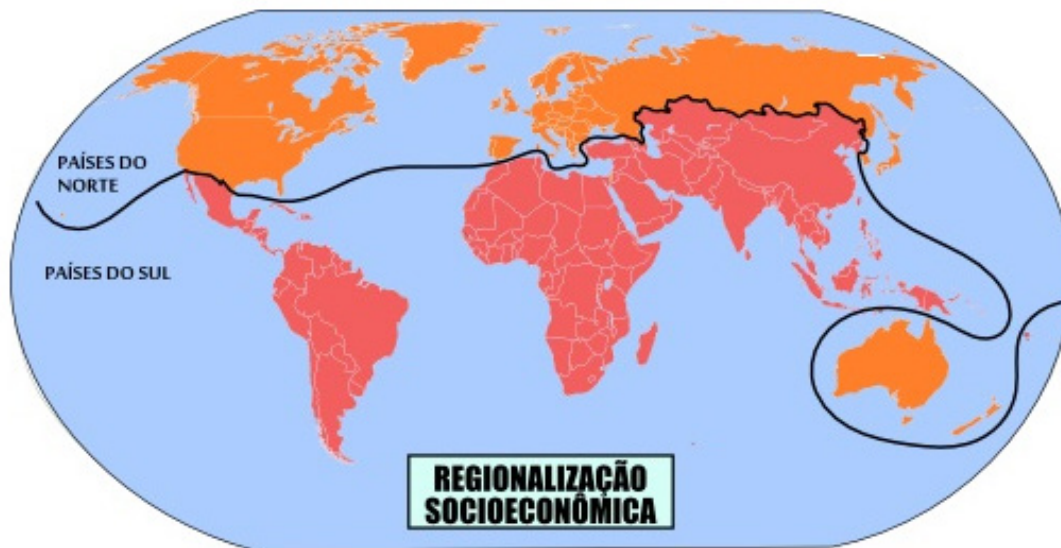 PAÍSES DO
NORTE
PAÍSES DO SUL
REGIONALIZAÇÃO
SOCIOECONÔMICA